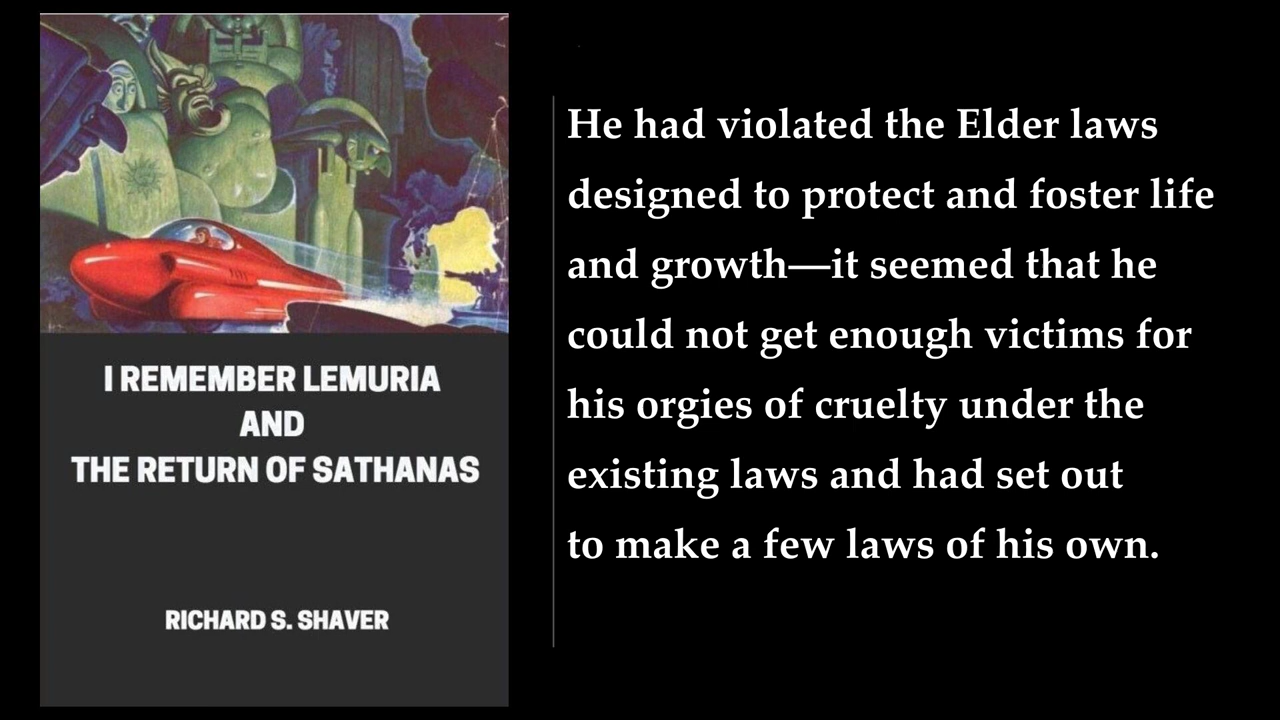 I REMEMBER LEMURIA
AND
THE RETURN OF SATHANAS
RICHARD S. SHAVER
He had violated the Elder laws
designed to protect and foster life
and growth—it seemed that he
could not get enough victims for
his orgies of cruelty under the
existing laws and had set out
to make a few laws of his own.